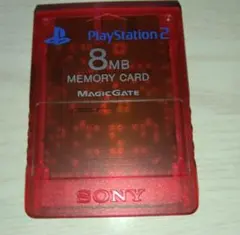 PlayStation 2
8MB
MEMORY CARD
MAGICGATE
SONY